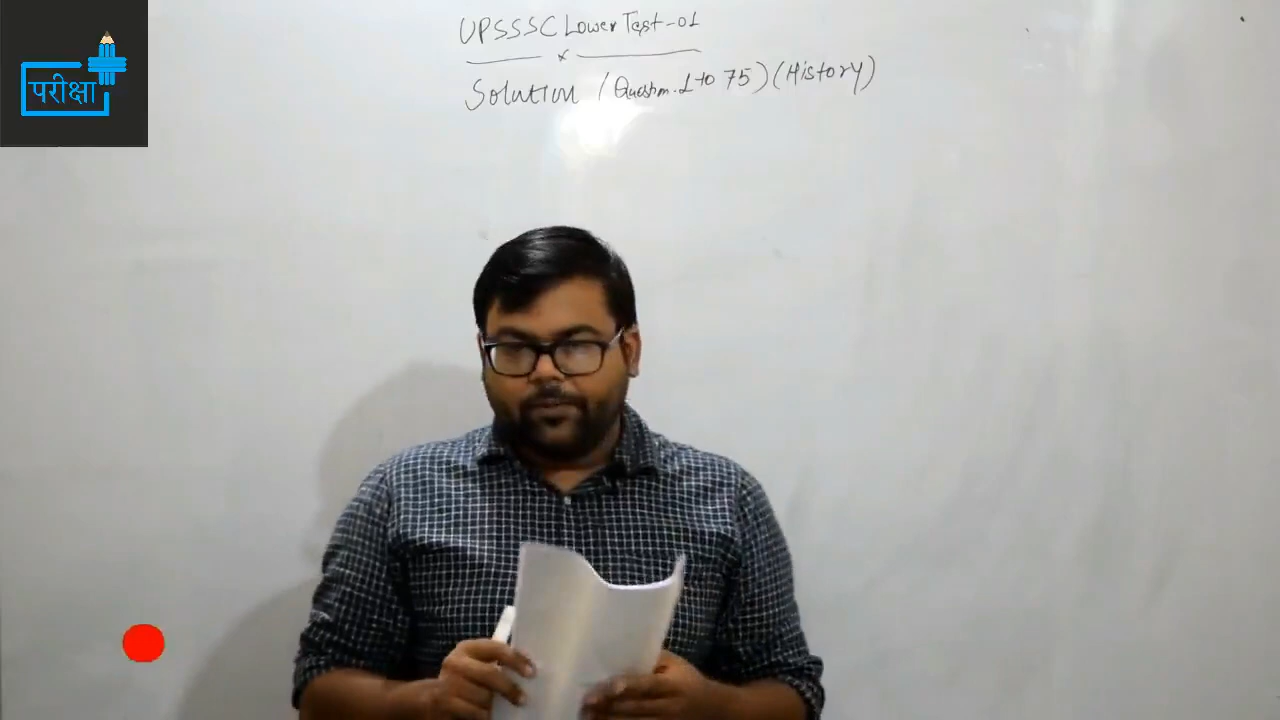 परीक्षा
UPSSSC Lower Test-01
Solution (Question. 1 to 75) (History)